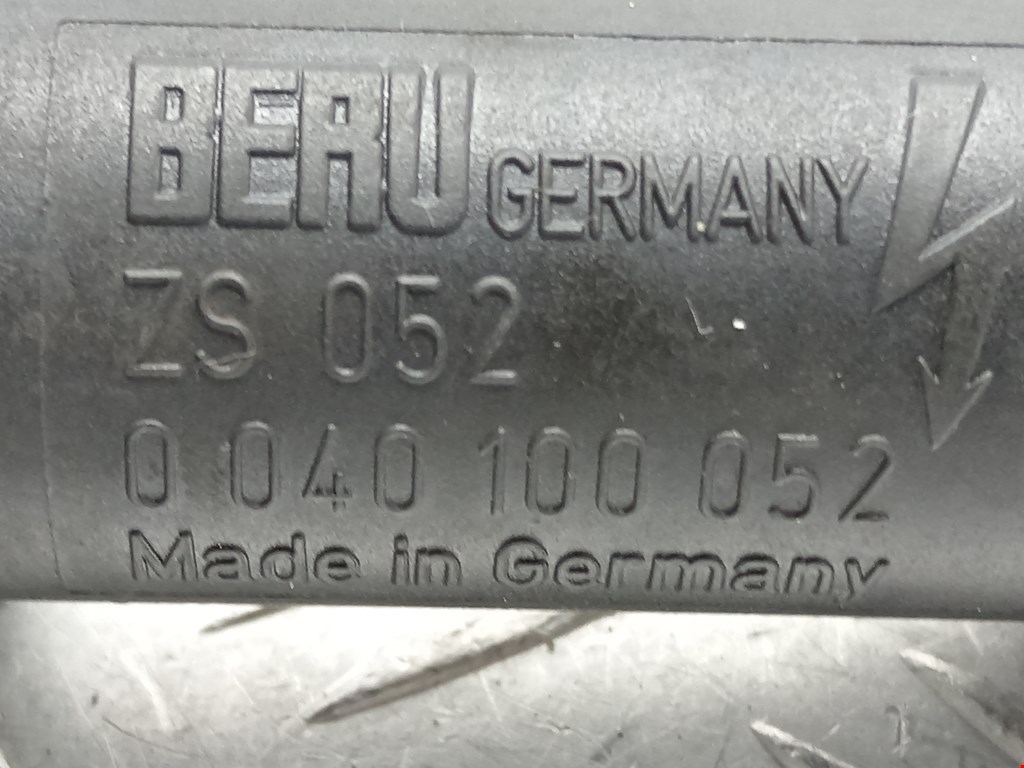 BERU GERMANY
ZS 052
0 040 100 052
Made in Germany